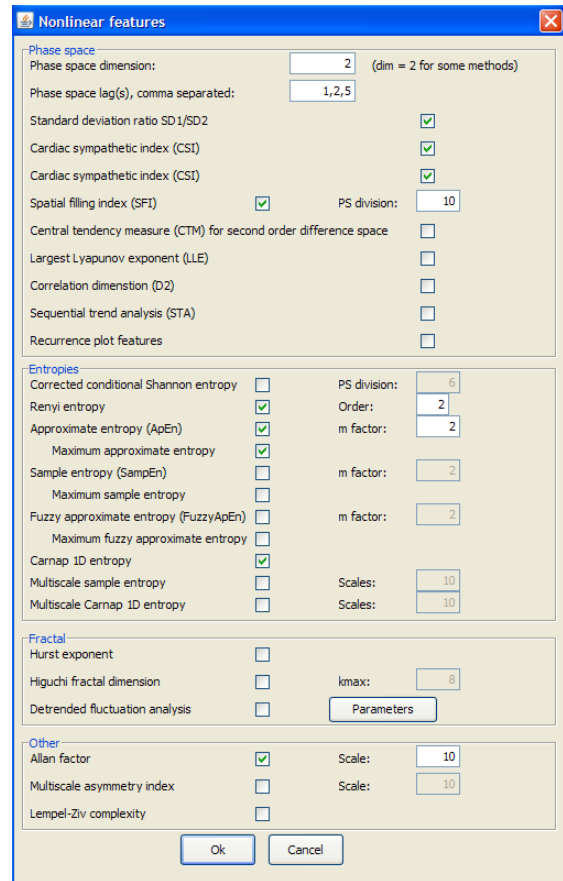 Nonlinear features
Phase space
Phase space dimension: 2 (dim = 2 for some methods)
Phase space lag(s), comma separated: 1,2,5
Standard deviation ratio SD1/SD2
Cardiac sympathetic index (CSI)
Cardiac sympathetic index (CSI)
Spatial filling index (SFI) PS division: 10
Central tendency measure (CTM) for second order difference space
Largest Lyapunov exponent (LLE)
Correlation dimenstion (D2)
Sequential trend analysis (STA)
Recurrence plot features
Entropies
Corrected conditional Shannon entropy PS division: 6
Renyi entropy Order: 2
Approximate entropy (ApEn) m factor: 2
Maximum approximate entropy
Sample entropy (SampEn) m factor: 2
Maximum sample entropy
Fuzzy approximate entropy (FuzzyApEn) m factor: 2
Maximum fuzzy approximate entropy
Carnap 1D entropy
Multiscale sample entropy Scales: 10
Multiscale Carnap 1D entropy Scales: 10
Fractal
Hurst exponent
Higuchi fractal dimension kmax: 8
Detrended fluctuation analysis Parameters
Other
Allan factor Scale: 10
Multiscale asymmetry index Scale: 10
Lempel-Ziv complexity
Ok Cancel